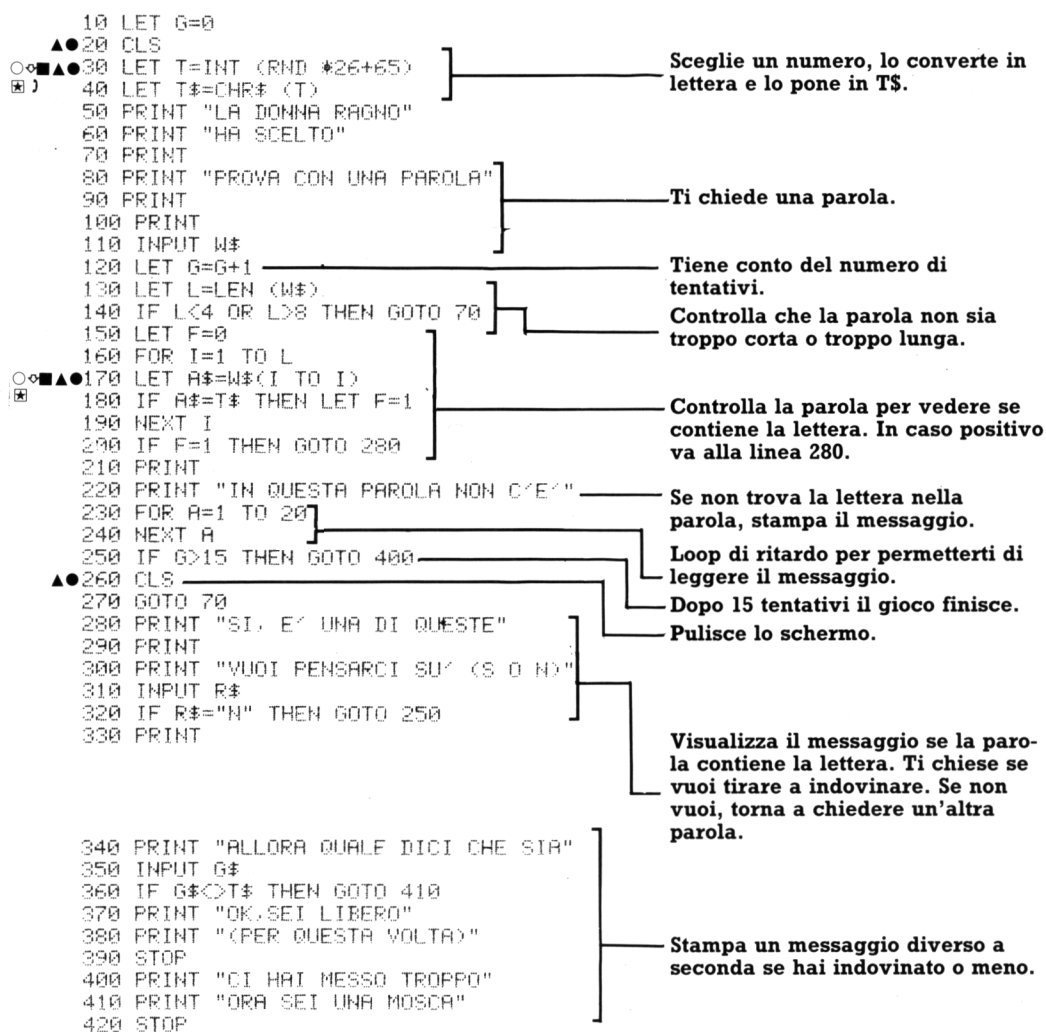 10 LET G=0
▲●20 CLS
▲●30 LET T=INT (RND *26+65)
40 LET T$=CHR$ (T)
50 PRINT "LA DONNA RAGNO"
60 PRINT "HA SCELTO"
70 PRINT
80 PRINT "PROVA CON UNA PAROLA"
90 PRINT
100 PRINT
110 INPUT W$
120 LET G=G+1
130 LET L=LEN (W$)
140 IF L<4 OR L>8 THEN GOTO 70
150 LET F=0
160 FOR I=1 TO L
▲●170 LET A$=W$(I TO I)
180 IF A$=T$ THEN LET F=1
190 NEXT I
200 IF F=1 THEN GOTO 280
210 PRINT
220 PRINT "IN QUESTA PAROLA NON C'E'"
230 FOR A=1 TO 20
240 NEXT A
250 IF G>15 THEN GOTO 400
▲●260 CLS
270 GOTO 70
280 PRINT "SI, E' UNA DI QUESTE"
290 PRINT
300 PRINT "VUOI PENSARCI SU' (S O N)"
310 INPUT R$
320 IF R$="N" THEN GOTO 250
330 PRINT
340 PRINT "ALLORA QUALE DICI CHE SIA"
350 INPUT G$
360 IF G$<>T$ THEN GOTO 410
370 PRINT "OK,SEI LIBERO"
380 PRINT "(PER QUESTA VOLTA)"
390 STOP
400 PRINT "CI HAI MESSO TROPPO"
410 PRINT "ORA SEI UNA MOSCA"
420 STOP
Sceglie un numero, lo converte in
lettera e lo pone in T$.
Ti chiede una parola.
Tiene conto del numero di
tentativi.
Controlla che la parola non sia
troppo corta o troppo lunga.
Controlla la parola per vedere se
contiene la lettera. In caso positivo
va alla linea 280.
Se non trova la lettera nella
parola, stampa il messaggio.
Loop di ritardo per permetterti di
leggere il messaggio.
Dopo 15 tentativi il gioco finisce.
Pulisce lo schermo.
Visualizza il messaggio se la paro-
la contiene la lettera. Ti chiese se
vuoi tirare a indovinare. Se non
vuoi, torna a chiedere un'altra
parola.
Stampa un messaggio diverso a
seconda se hai indovinato o meno.